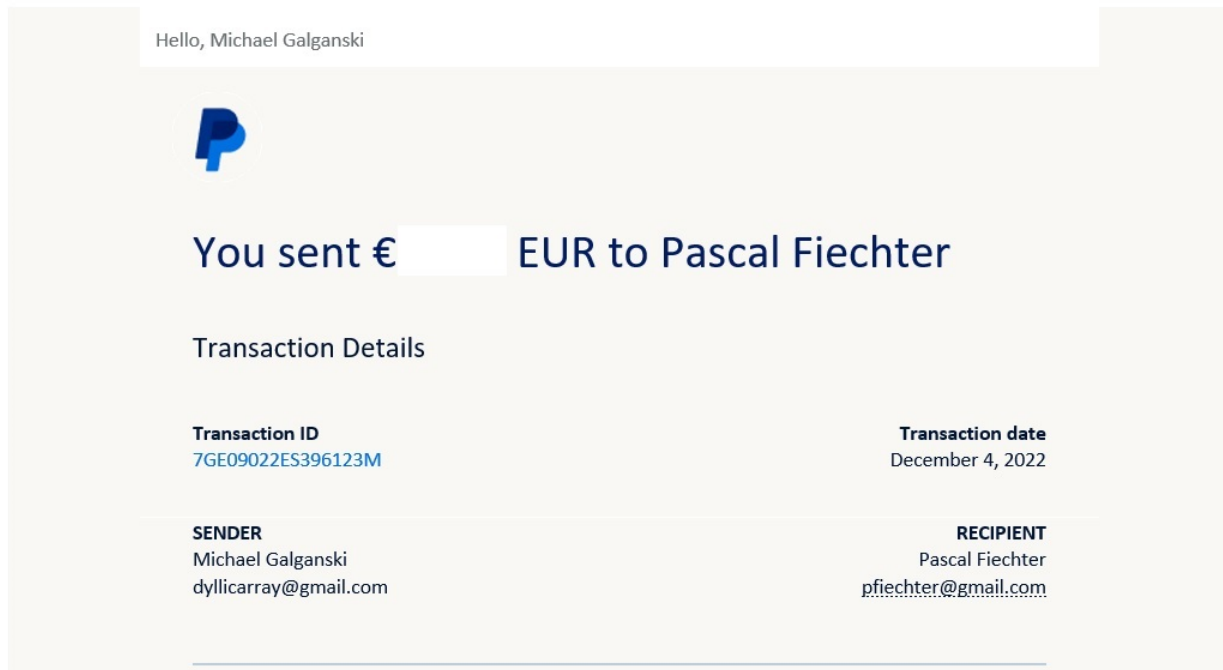 Hello, Michael Galganski
You sent € EUR to Pascal Fiechter
Transaction Details
Transaction ID
7GE09022ES396123M
Transaction date
December 4, 2022
SENDER
Michael Galganski
dyllicarray@gmail.com
RECIPIENT
Pascal Fiechter
pfiechter@gmail.com